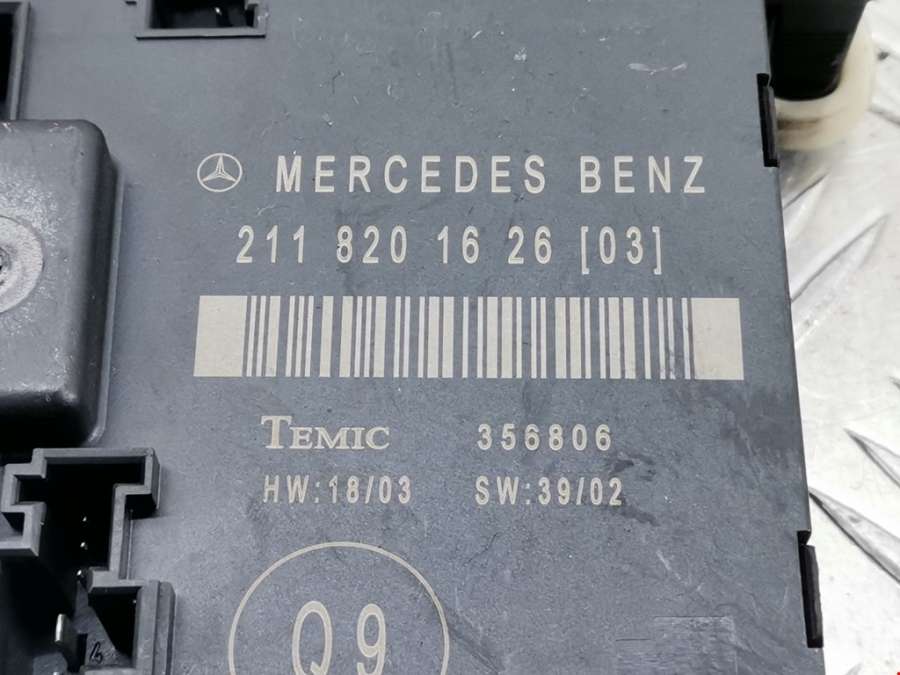 MERCEDES BENZ
211 820 16 26 [03]
TEMIC 356806
HW:18/03 SW:39/02
Q9